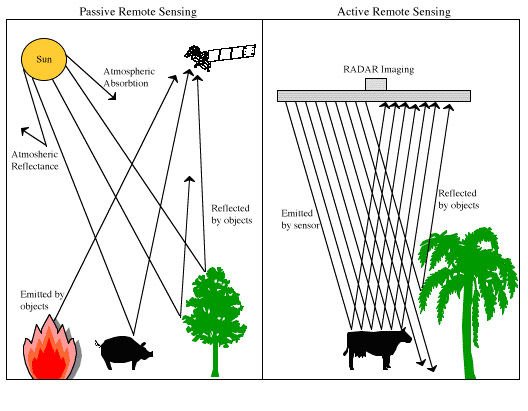 Passive Remote Sensing
Active Remote Sensing
Sun
Atmospheric
Absorbtion
Atmosheric
Reflectance
Reflected
by objects
Emitted by
objects
RADAR Imaging
Emitted
by sensor
Reflected
by objects